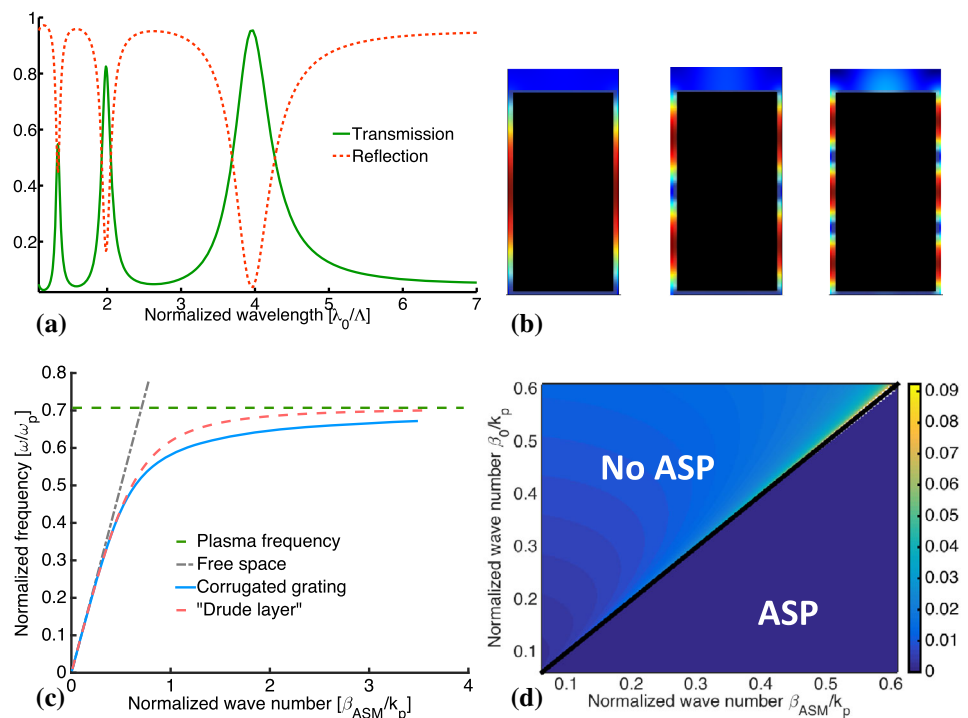 1
0.8
0.6
0.4
0.2
2 3 4 5 6 7
Transmission
Reflection
Normalized wavelength [λ0/Λ]
(a)
(b)
0.8
0.7
0.6
0.5
0.4
0.3
0.2
0.1
0
0 1 2 3 4
Normalized frequency [ω/ωp]
Plasma frequency
Free space
Corrugated grating
"Drude layer"
Normalized wave number [βASM/kp]
(c)
0.6
0.5
0.4
0.3
0.2
0.1
0.1 0.2 0.3 0.4 0.5 0.6
Normalized wave number β0/kp
No ASP
ASP
Normalized wave number βASM/kp
0.09
0.08
0.07
0.06
0.05
0.04
0.03
0.02
0.01
0
(d)